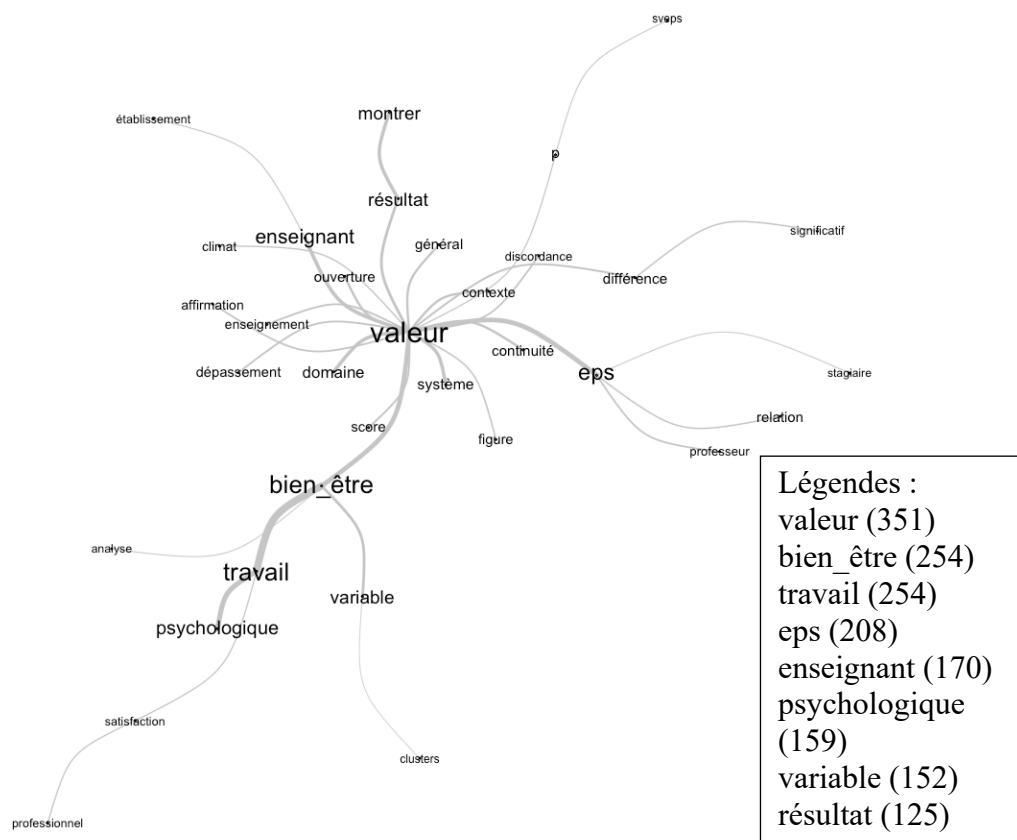 sveps
montrer
établissement
p
résultat
significatif
enseignant
général
climat
discordance
ouverture
différence
contexte
affirmation
enseignement
valeur
continuité
dépassement
domaine
eps
stagiaire
système
relation
score
figure
professeur
bien_être
analyse
travail
variable
psychologique
satisfaction
clusters
professionnel
Légendes :
valeur (351)
bien_être (254)
travail (254)
eps (208)
enseignant (170)
psychologique
(159)
variable (152)
résultat (125)